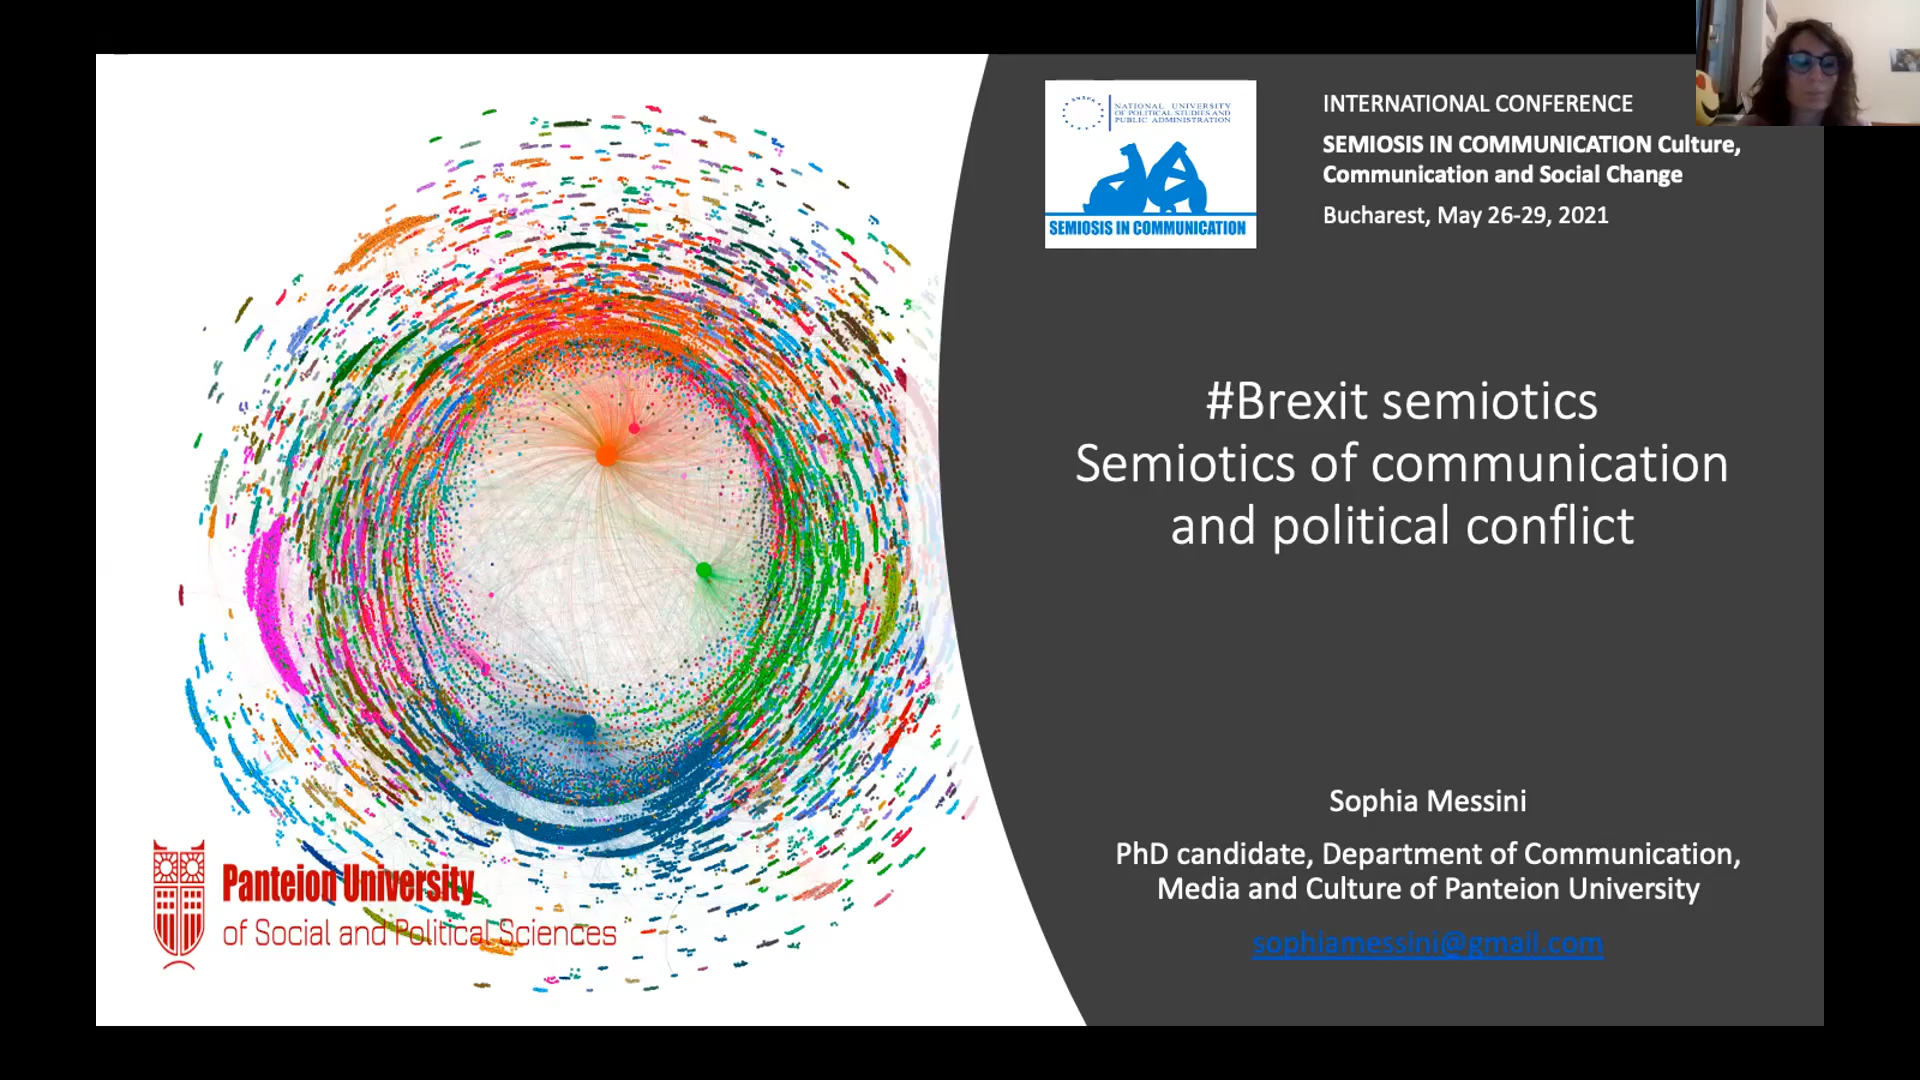 NATIONAL UNIVERSITY
OF POLITICAL STUDIES AND
PUBLIC ADMINISTRATION
SEMIOSIS IN COMMUNICATION
INTERNATIONAL CONFERENCE
SEMIOSIS IN COMMUNICATION Culture,
Communication and Social Change
Bucharest, May 26-29, 2021
#Brexit semiotics
Semiotics of communication
and political conflict
Sophia Messini
PhD candidate, Department of Communication,
Media and Culture of Panteion University
sophiamessini@gmail.com
Panteion University
of Social and Political Sciences